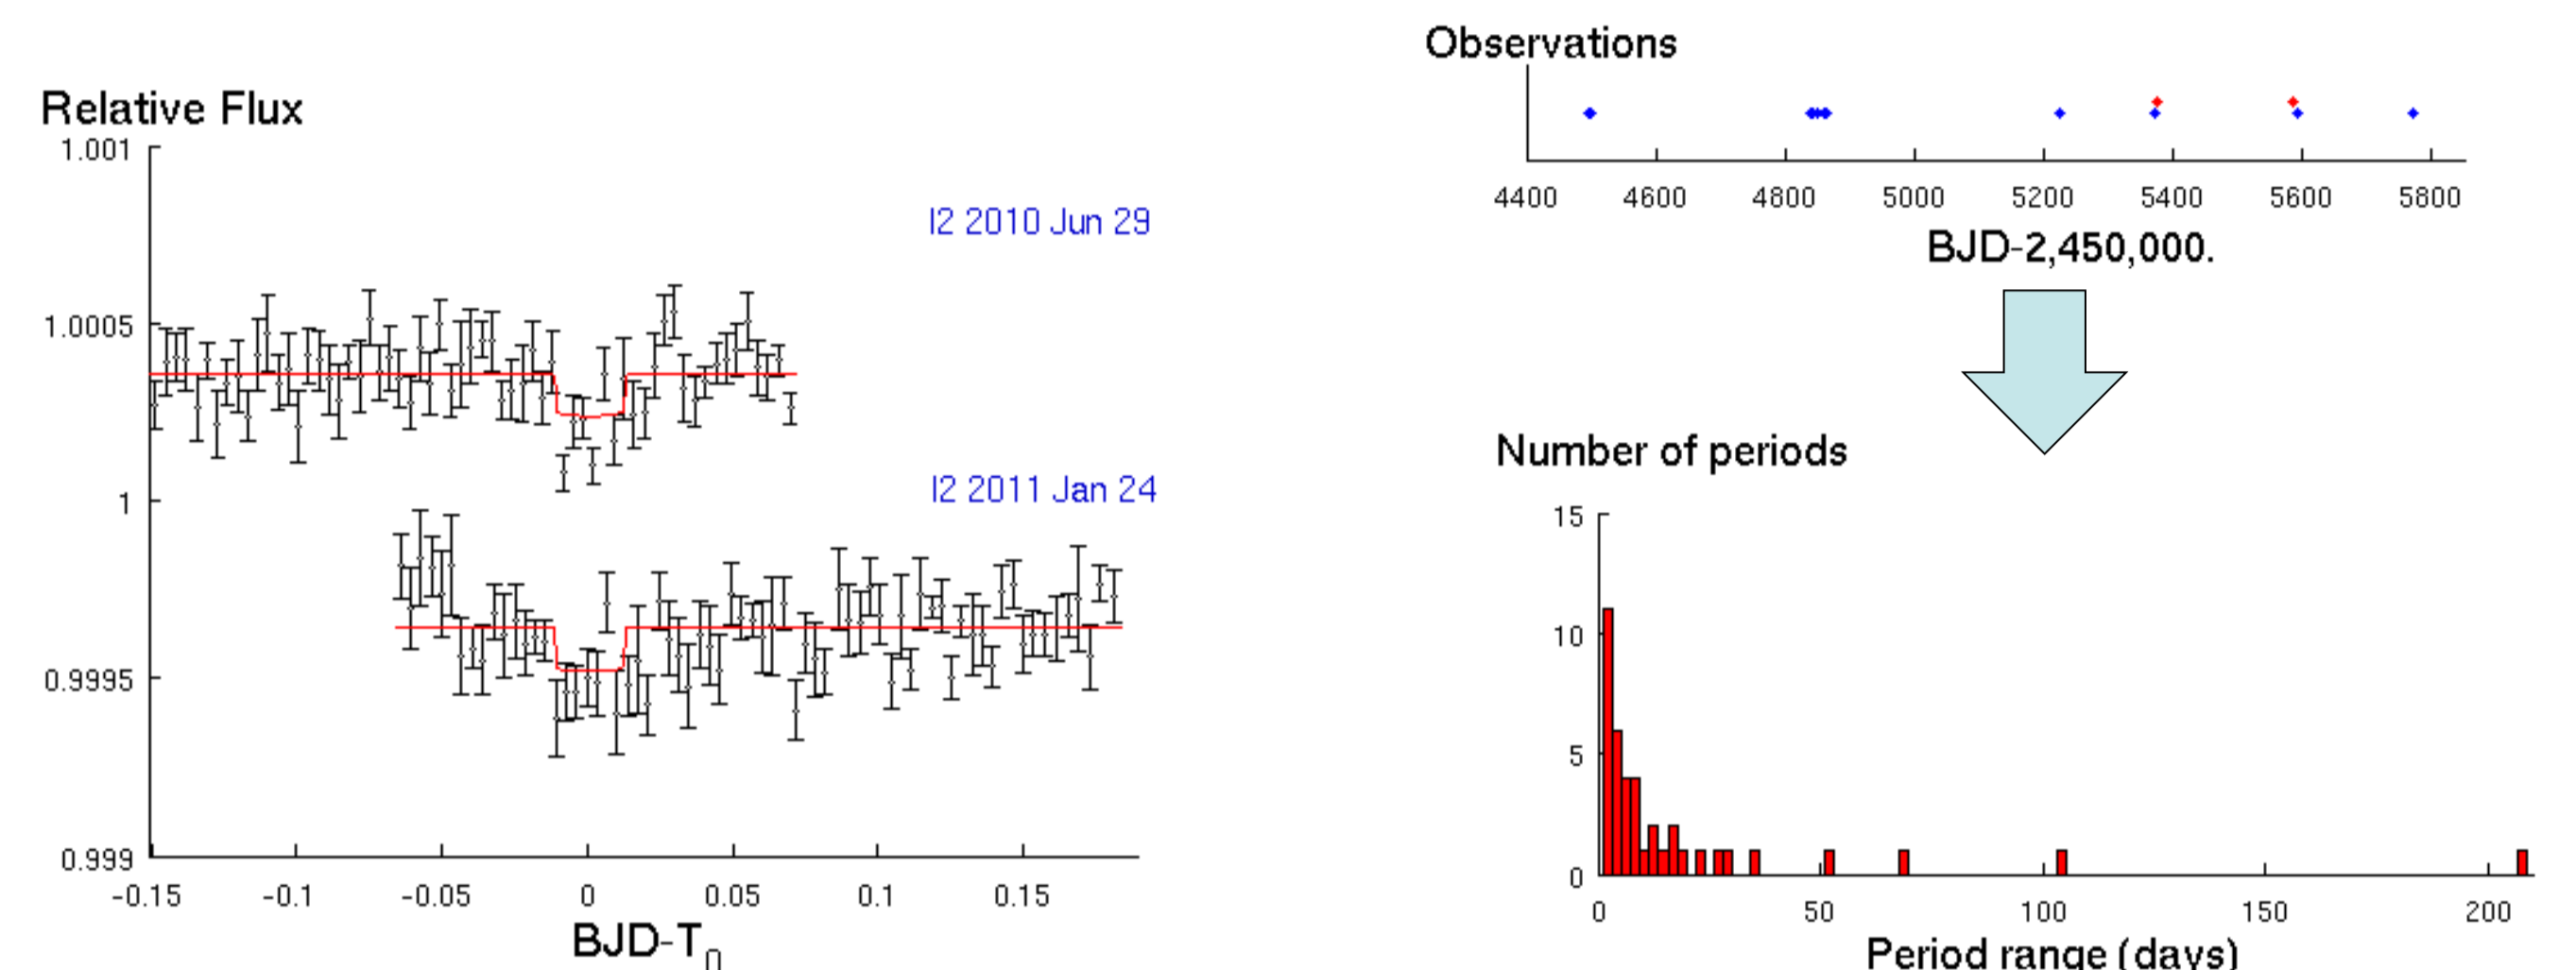 Relative Flux
1.001
1.0005
1
0.9995
0.999
I2 2010 Jun 29
I2 2011 Jan 24
-0.15 -0.1 -0.05 0 0.05 0.1 0.15
BJD-T0
Observations
4400 4600 4800 5000 5200 5400 5600 5800
BJD-2,450,000.
Number of periods
15
10
5
0
0 50 100 150 200
Period range (days)